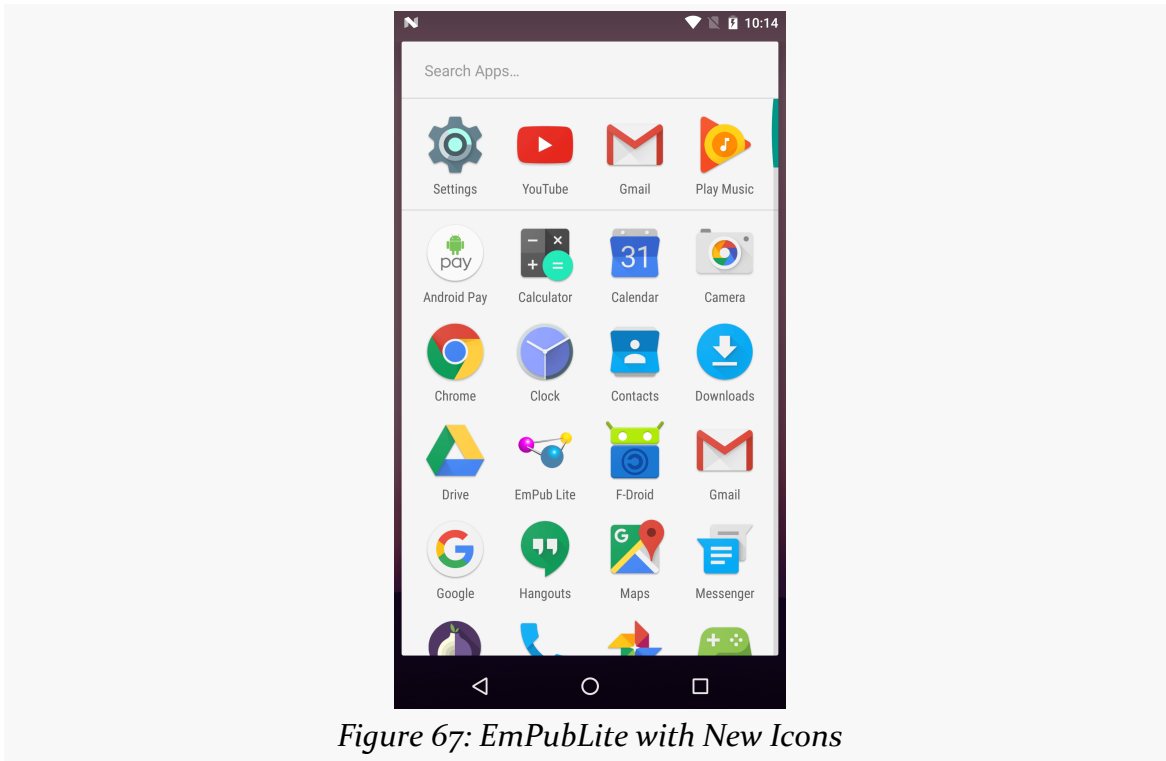 10:14
Search Apps…
Settings YouTube Gmail Play Music
pay 31
Android Pay Calculator Calendar Camera
Chrome Clock Contacts Downloads
Drive EmPub Lite F-Droid Gmail
G G
Google Hangouts Maps Messenger
Figure 67: EmPubLite with New Icons